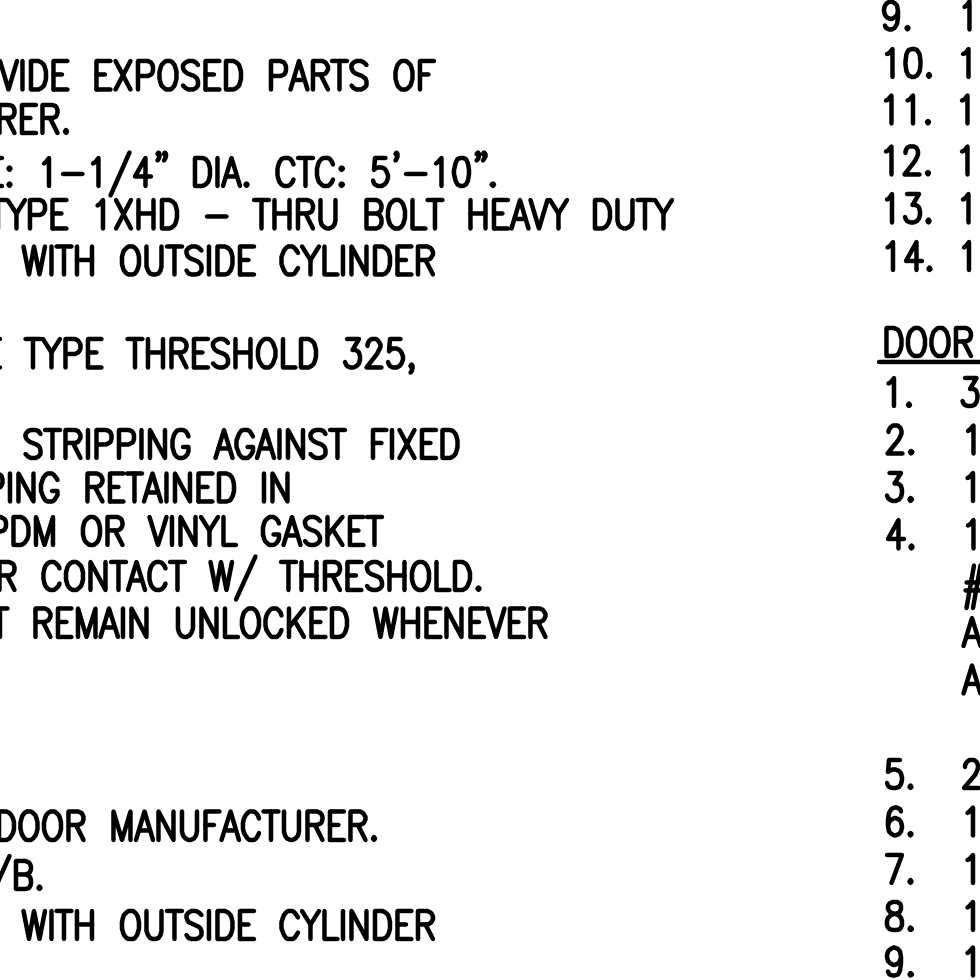 VIDE EXPOSED PARTS OF
RER.
E: 1-1/4" DIA. CTC: 5'-10".
TYPE 1XHD - THRU BOLT HEAVY DUTY
WITH OUTSIDE CYLINDER
E TYPE THRESHOLD 325,
STRIPPING AGAINST FIXED
PING RETAINED IN
PDM OR VINYL GASKET
R CONTACT W/ THRESHOLD.
T REMAIN UNLOCKED WHENEVER
DOOR MANUFACTURER.
/B.
WITH OUTSIDE CYLINDER
9. 1
10. 1
11. 1
12. 1
13. 1
14. 1
DOOR
1. 3
2. 1
3. 1
4. 1
#
A
A
5. 2
6. 1
7. 1
8. 1
9. 1